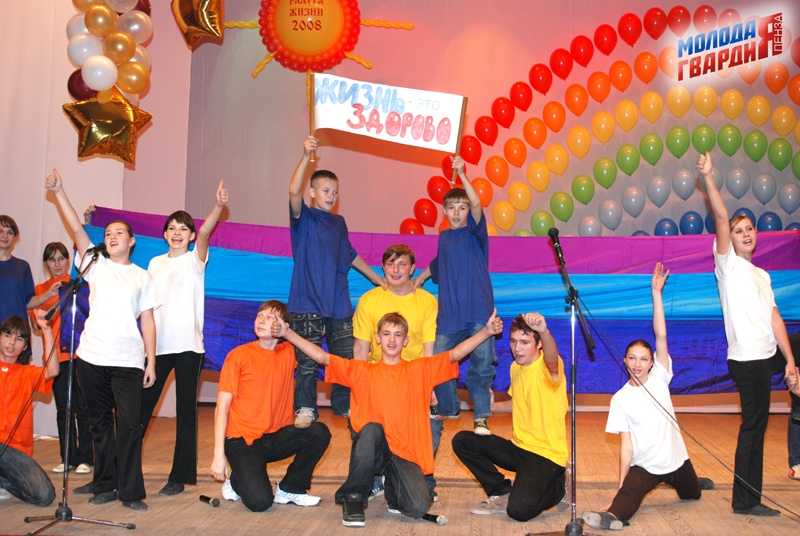 РАДУГА
ЖИЗНИ
2008
МОЛОДАЯ
ГВАРДИЯ
ПЕНЗА
ЖИЗНЬ - ЭТО
ЗДОРОВО